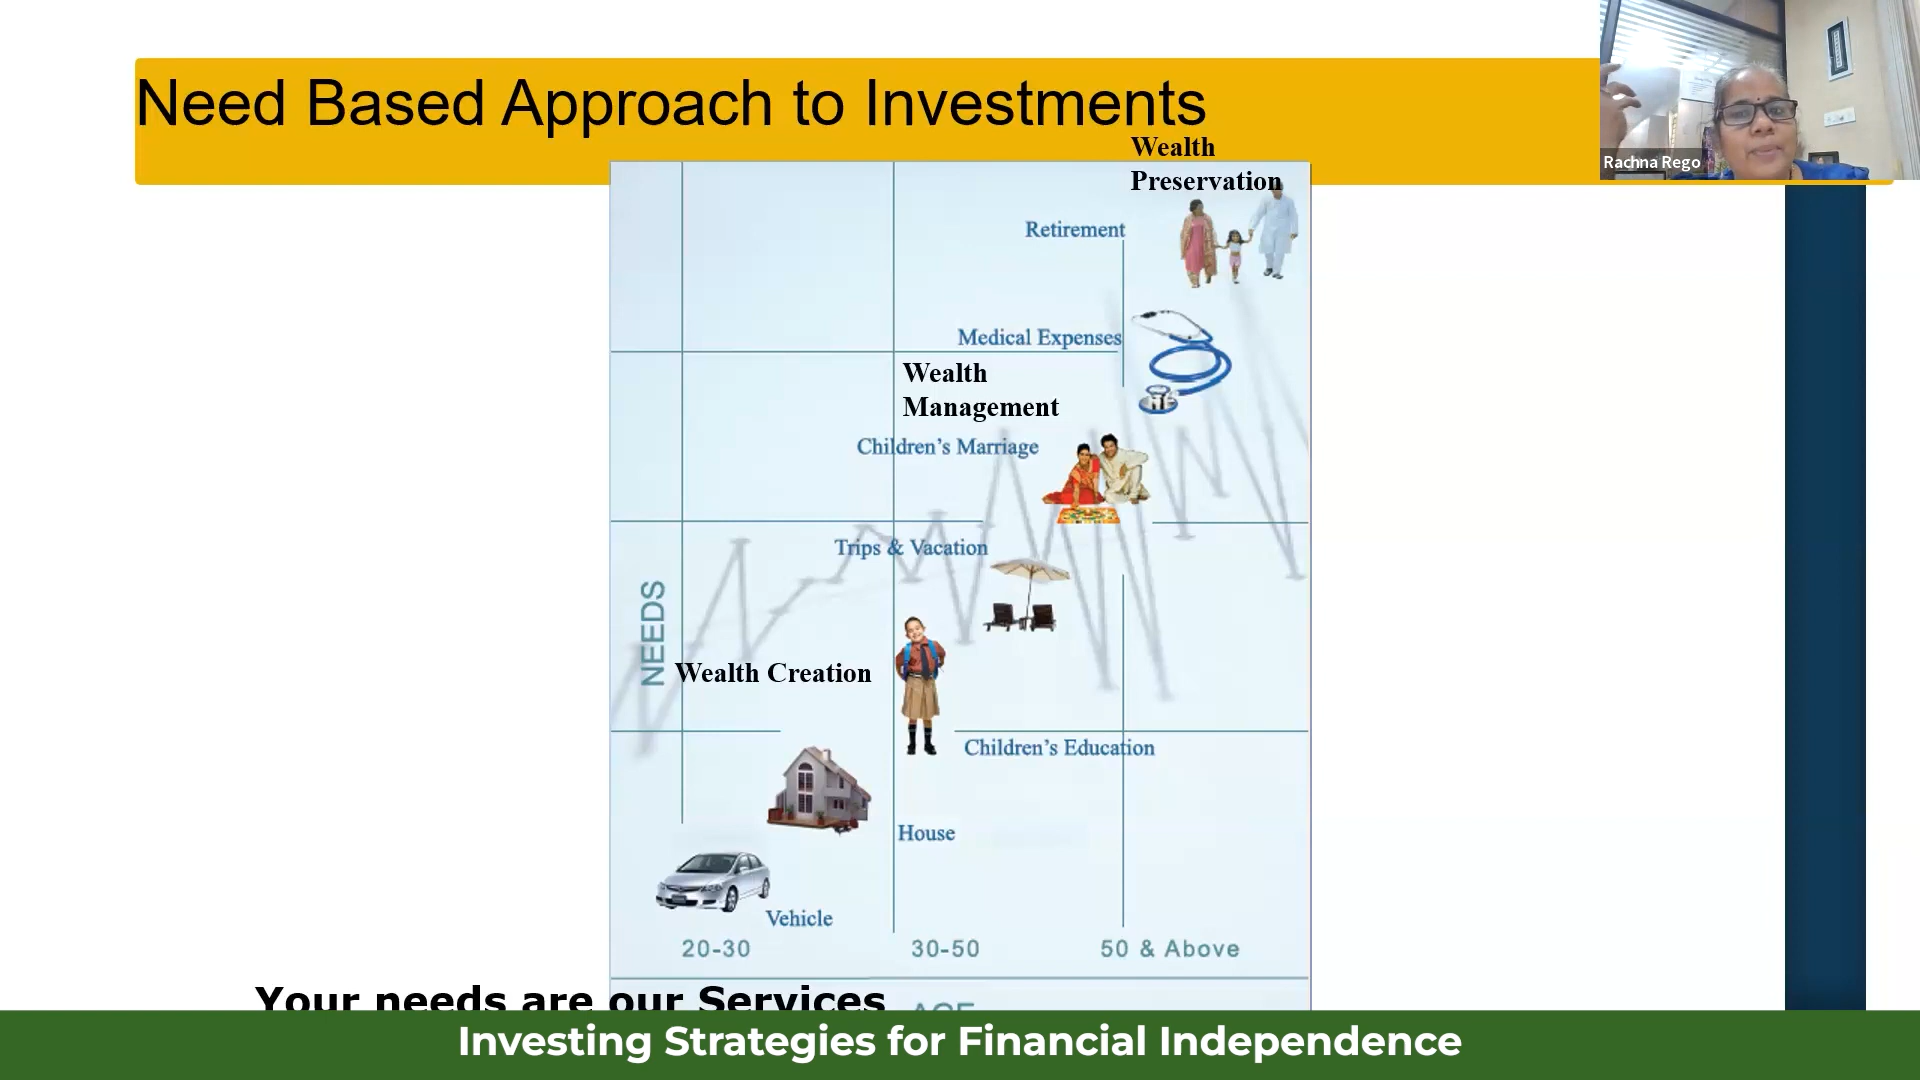 Need Based Approach to Investments
Rachna Rego
Wealth
Preservation
Retirement
Medical Expenses
Wealth
Management
Children's Marriage
Trips & Vacation
NEEDS
Wealth Creation
Children's Education
House
Vehicle
20-30 30-50 50 & Above
AGE
Your needs are our Services
Investing Strategies for Financial Independence